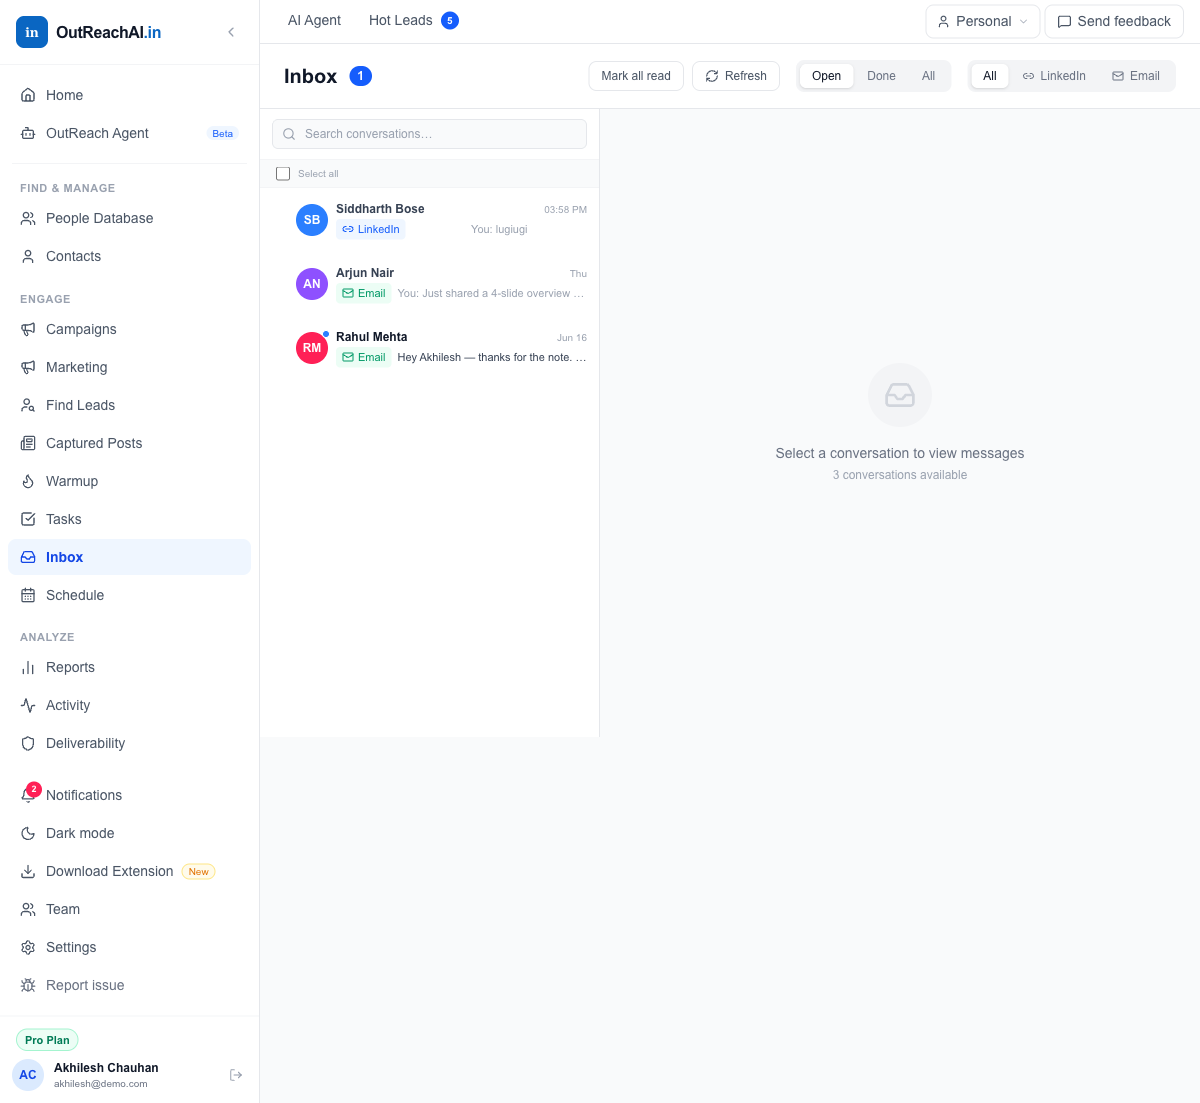 in OutReachAI.in
Home
OutReach Agent Beta
FIND & MANAGE
People Database
Contacts
ENGAGE
Campaigns
Marketing
Find Leads
Captured Posts
Warmup
Tasks
Inbox
Schedule
ANALYZE
Reports
Activity
Deliverability
2 Notifications
Dark mode
Download Extension New
Team
Settings
Report issue
Pro Plan
AC Akhilesh Chauhan
akhilesh@demo.com
AI Agent Hot Leads 5 Personal Send feedback
Inbox 1 Mark all read Refresh Open Done All All LinkedIn Email
Search conversations…
Select all
SB Siddharth Bose 03:58 PM
LinkedIn You: lugiugi
AN Arjun Nair Thu
Email You: Just shared a 4-slide overview …
RM Rahul Mehta Jun 16
Email Hey Akhilesh — thanks for the note. …
Select a conversation to view messages
3 conversations available